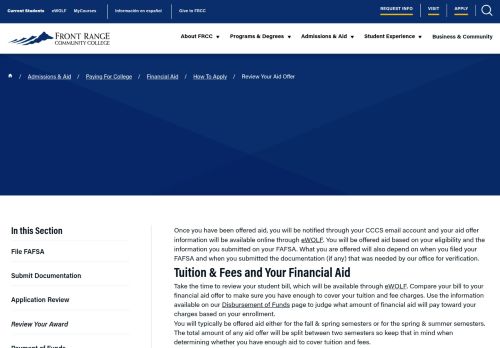 Current Students eWOLF MyCourses Información en español Give to FRCC REQUEST INFO VISIT APPLY
FRONT RANGE
COMMUNITY COLLEGE
About FRCC Programs & Degrees Admissions & Aid Student Experience Business & Community
/ Admissions & Aid / Paying For College / Financial Aid / How To Apply / Review Your Aid Offer
In this Section
File FAFSA
Submit Documentation
Application Review
Review Your Award
Once you have been offered aid, you will be notified through your CCCS email account and your aid offer
information will be available online through eWOLF. You will be offered aid based on your eligibility and the
information you submitted on your FAFSA. What you are offered will also depend on when you filed your
FAFSA and when you submitted the documentation (if any) that was needed by our office for verification.
Tuition & Fees and Your Financial Aid
Take the time to review your student bill, which will be available through eWOLF. Compare your bill to your
financial aid offer to make sure you have enough to cover your tuition and fee charges. Use the information
available on our Disbursement of Funds page to judge what amount of financial aid will pay toward your
charges based on your enrollment.
You will typically be offered aid either for the fall & spring semesters or for the spring & summer semesters.
The total amount of any aid offer will be split between two semesters so keep that in mind when
determining whether you have enough aid to cover tuition and fees.
Payment of Funds